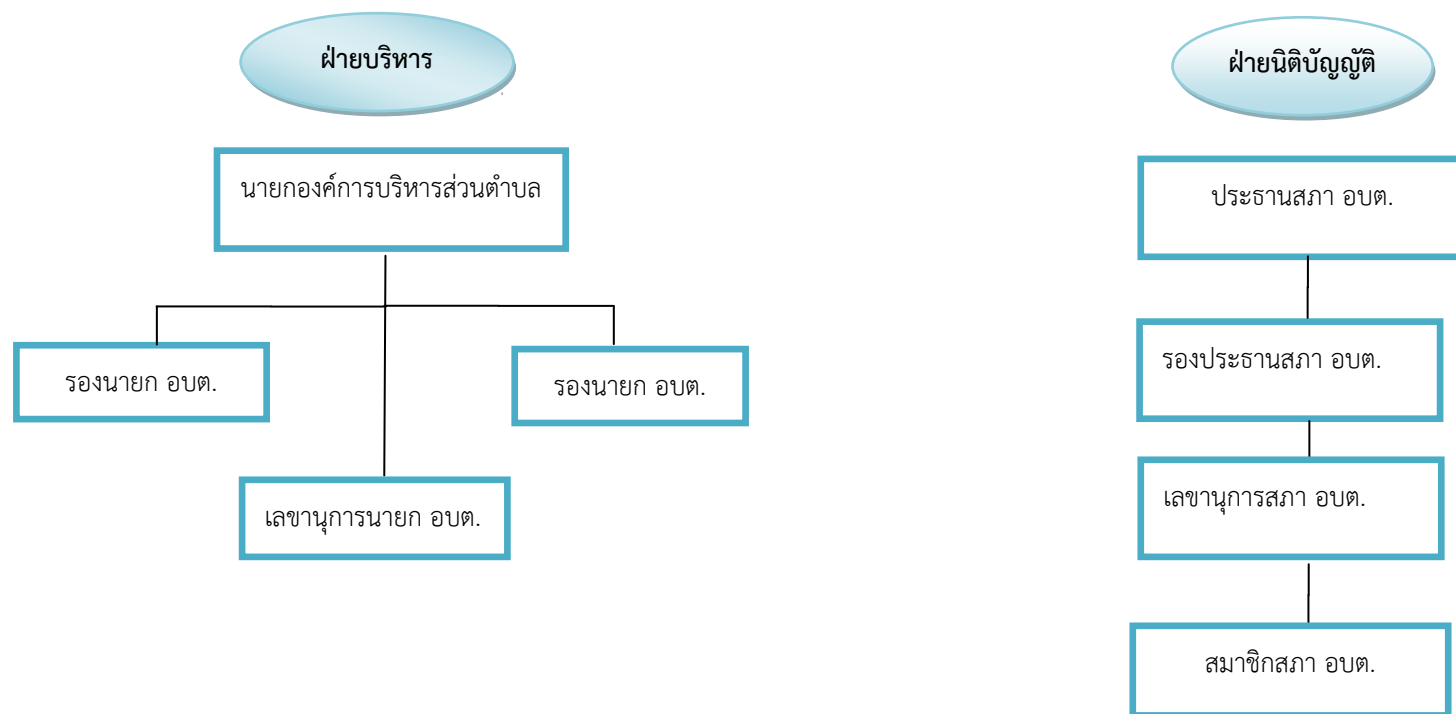 ฝ่ายบริหาร
นายกองค์การบริหารส่วนตำบล
รองนายก อบต.
รองนายก อบต.
เลขานุการนายก อบต.
ฝ่ายนิติบัญญัติ
ประธานสภา อบต.
รองประธานสภา อบต.
เลขานุการสภา อบต.
สมาชิกสภา อบต.